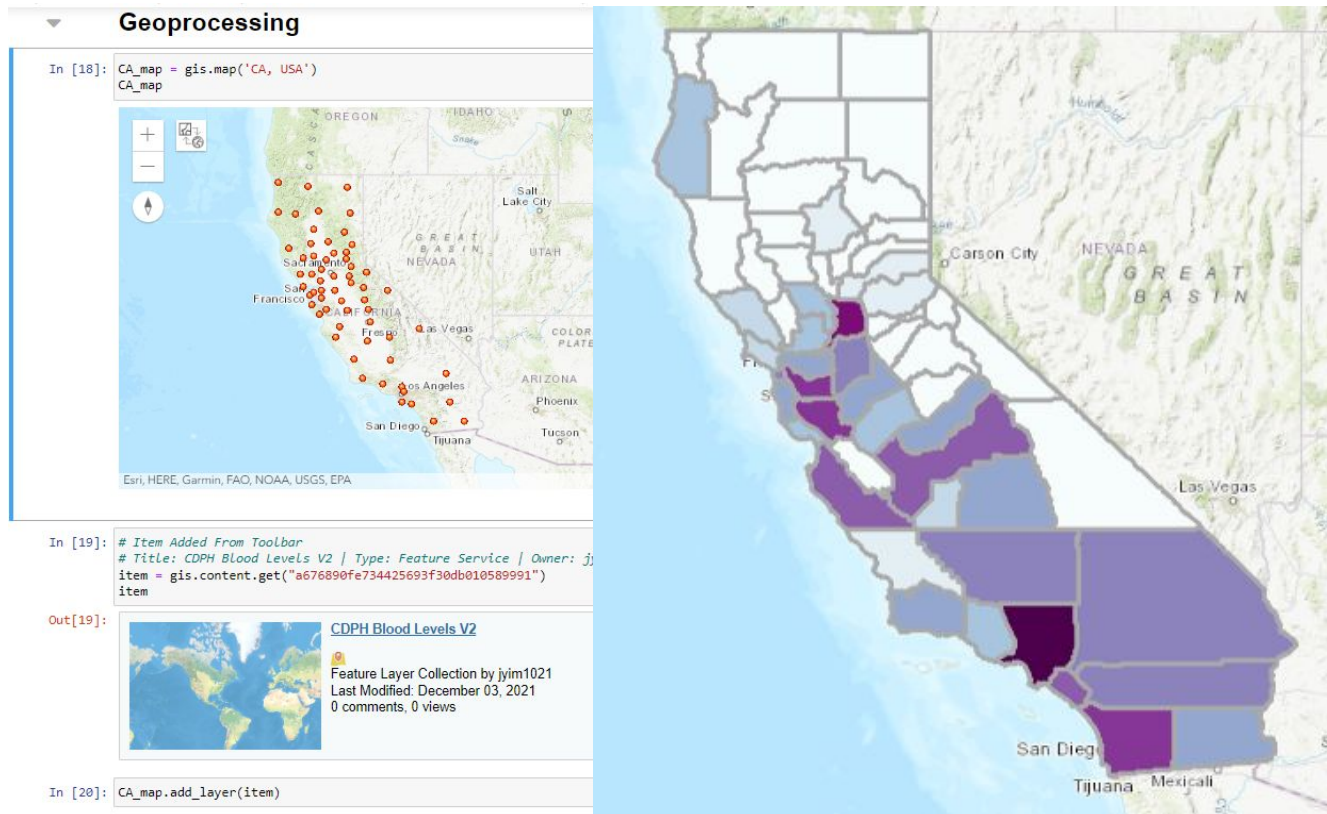 Geoprocessing
In [18]: CA_map = gis.map('CA, USA')
CA_map
OREGON
IDAHO
Snake
Salt
Lake City
GREAT
BASIN
NEVADA
UTAH
Sacramento
San
Francisco
CALIFORNIA
Fresno
Las Vegas
COLOR
PLATE
Los Angeles
ARIZONA
Phoenix
San Diego
Tijuana
Tucson
Esri, HERE, Garmin, FAO, NOAA, USGS, EPA
In [19]: # Item Added From Toolbar
# Title: CDPH Blood Levels V2 | Type: Feature Service | Owner: jy
item = gis.content.get("a676890fe734425693f30db010589991")
item
Out[19]:
CDPH Blood Levels V2
Feature Layer Collection by jyim1021
Last Modified: December 03, 2021
0 comments, 0 views
In [20]: CA_map.add_layer(item)
Humboldt
Carson City
NEVADA
GREAT
BASIN
Las Vegas
San Dieg
Tijuana
Mexicali